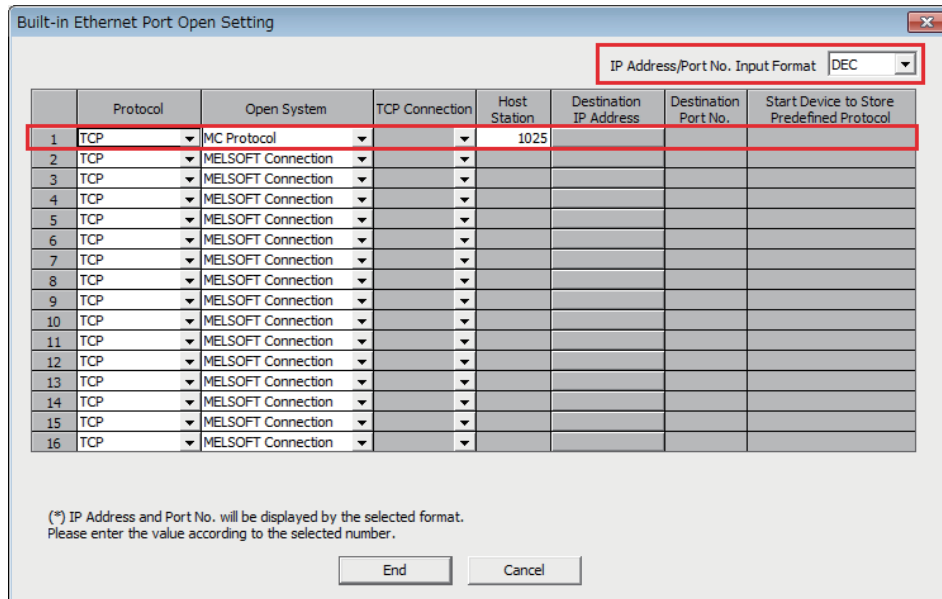 Built-in Ethernet Port Open Setting
IP Address/Port No. Input Format DEC
Protocol Open System TCP Connection Host Station Destination IP Address Destination Port No. Start Device to Store Predefined Protocol
1 TCP MC Protocol 1025
2 TCP MELSOFT Connection
3 TCP MELSOFT Connection
4 TCP MELSOFT Connection
5 TCP MELSOFT Connection
6 TCP MELSOFT Connection
7 TCP MELSOFT Connection
8 TCP MELSOFT Connection
9 TCP MELSOFT Connection
10 TCP MELSOFT Connection
11 TCP MELSOFT Connection
12 TCP MELSOFT Connection
13 TCP MELSOFT Connection
14 TCP MELSOFT Connection
15 TCP MELSOFT Connection
16 TCP MELSOFT Connection
(*) IP Address and Port No. will be displayed by the selected format.
Please enter the value according to the selected number.
End Cancel